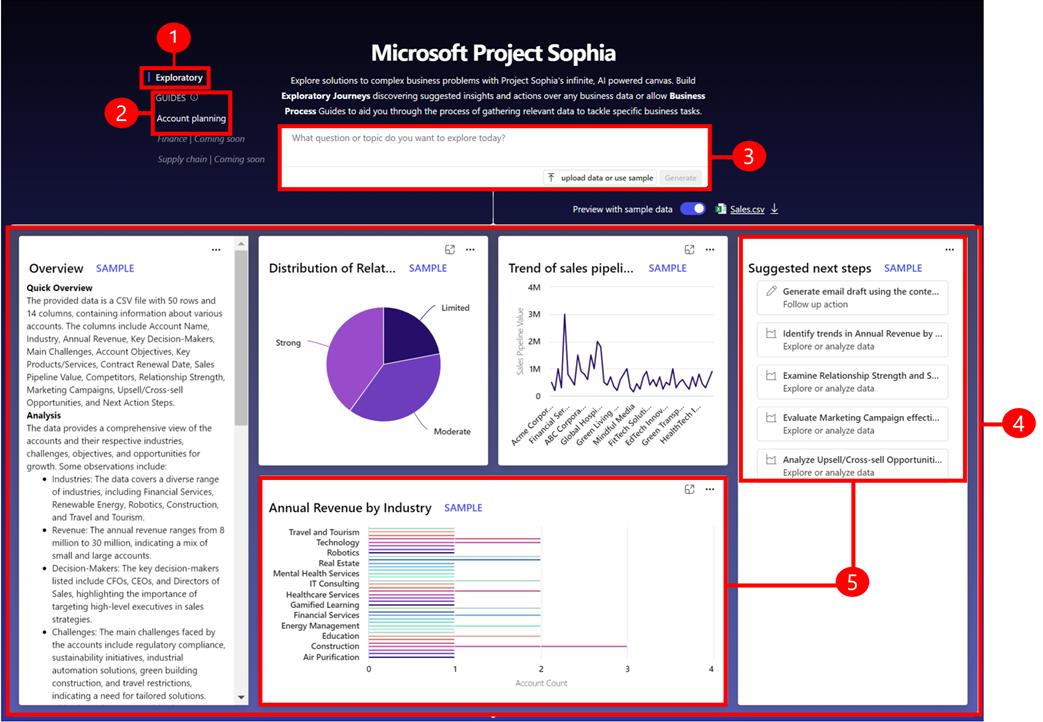 1
Microsoft Project Sophia
Exploratory
Explore solutions to complex business problems with Project Sophia's infinite, AI powered canvas. Build
Exploratory Journeys discovering suggested insights and actions over any business data or allow Business
Process Guides to aid you through the process of gathering relevant data to tackle specific business tasks.
2
GUIDES
Account planning
Finance | Coming soon
Supply chain | Coming soon
What question or topic do you want to explore today?
upload data or use sample
Generate
3
Preview with sample data
Sales.csv
Overview SAMPLE
Quick Overview
The provided data is a CSV file with 50 rows and
14 columns, containing information about various
accounts. The columns include Account Name,
Industry, Annual Revenue, Key Decision-Makers,
Main Challenges, Account Objectives, Key
Products/Services, Contract Renewal Date, Sales
Pipeline Value, Competitors, Relationship Strength,
Marketing Campaigns, Upsell/Cross-sell
Opportunities, and Next Action Steps.
Analysis
The data provides a comprehensive view of the
accounts and their respective industries,
challenges, objectives, and opportunities for
growth. Some observations include:
• Industries: The data covers a diverse range
of industries, including Financial Services,
Renewable Energy, Robotics, Construction,
and Travel and Tourism.
• Revenue: The annual revenue ranges from 8
million to 30 million, indicating a mix of
small and large accounts.
• Decision-Makers: The key decision-makers
listed include CFOs, CEOs, and Directors of
Sales, highlighting the importance of
targeting high-level executives in sales
strategies.
• Challenges: The main challenges faced by
the accounts include regulatory compliance,
sustainability initiatives, industrial
automation solutions, green building
construction, and travel restrictions,
indicating a need for tailored solutions.
Distribution of Relat... SAMPLE
Limited
Strong
Moderate
Trend of sales pipeli... SAMPLE
Sales Pipeline Value
4M
3M
2M
1M
0
Acme Corpor...
Financial Ser...
ABC Corpora...
Global Hospi...
Green Living ...
Mindful Media
FitTech Soluti...
EdTech Innov...
Green Transp...
HealthTech I...
Suggested next steps SAMPLE
Generate email draft using the conte...
Follow up action
Identify trends in Annual Revenue by ...
Explore or analyze data
Examine Relationship Strength and S...
Explore or analyze data
Evaluate Marketing Campaign effecti...
Explore or analyze data
Analyze Upsell/Cross-sell Opportuniti...
Explore or analyze data
4
Annual Revenue by Industry SAMPLE
Travel and Tourism
Technology
Robotics
Real Estate
Mental Health Services
IT Consulting
Healthcare Services
Gamified Learning
Financial Services
Energy Management
Education
Construction
Air Purification
0 1 2 3 4
Account Count
5